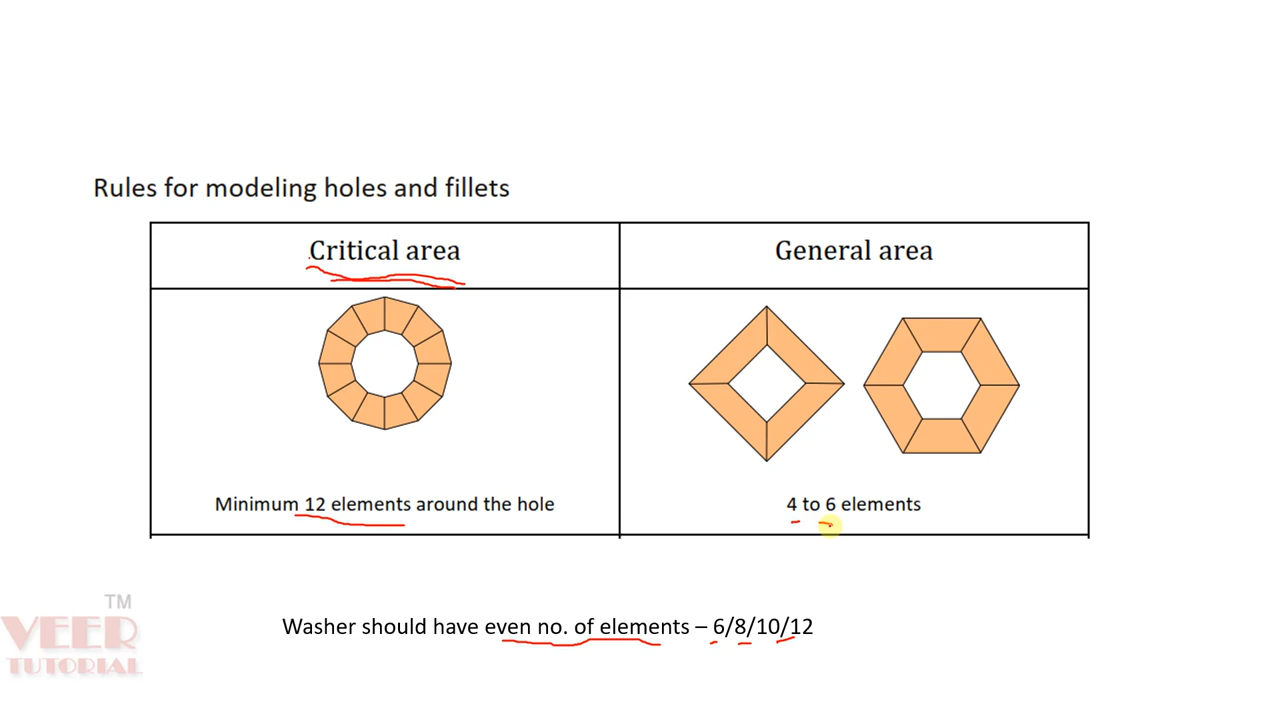 Rules for modeling holes and fillets
Critical area
General area
Minimum 12 elements around the hole
4 to 6 elements
Washer should have even no. of elements – 6/8/10/12
TM
VEER
TUTORIAL